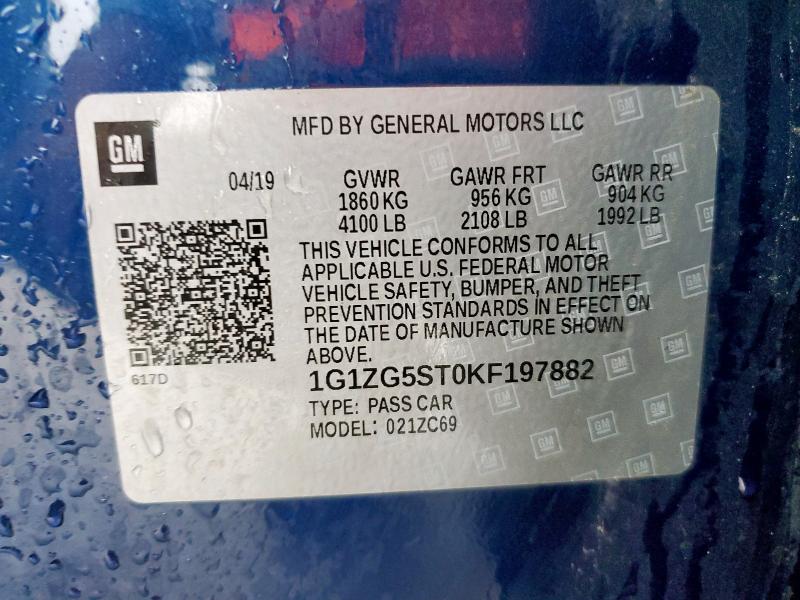 MFD BY GENERAL MOTORS LLC
GM
04/19
GVWR GAWR FRT GAWR RR
1860 KG 956 KG 904 KG
4100 LB 2108 LB 1992 LB
THIS VEHICLE CONFORMS TO ALL
APPLICABLE U.S. FEDERAL MOTOR
VEHICLE SAFETY, BUMPER, AND THEFT
PREVENTION STANDARDS IN EFFECT ON
THE DATE OF MANUFACTURE SHOWN
ABOVE.
617D
1G1ZG5ST0KF197882
TYPE: PASS CAR
MODEL: 021ZC69